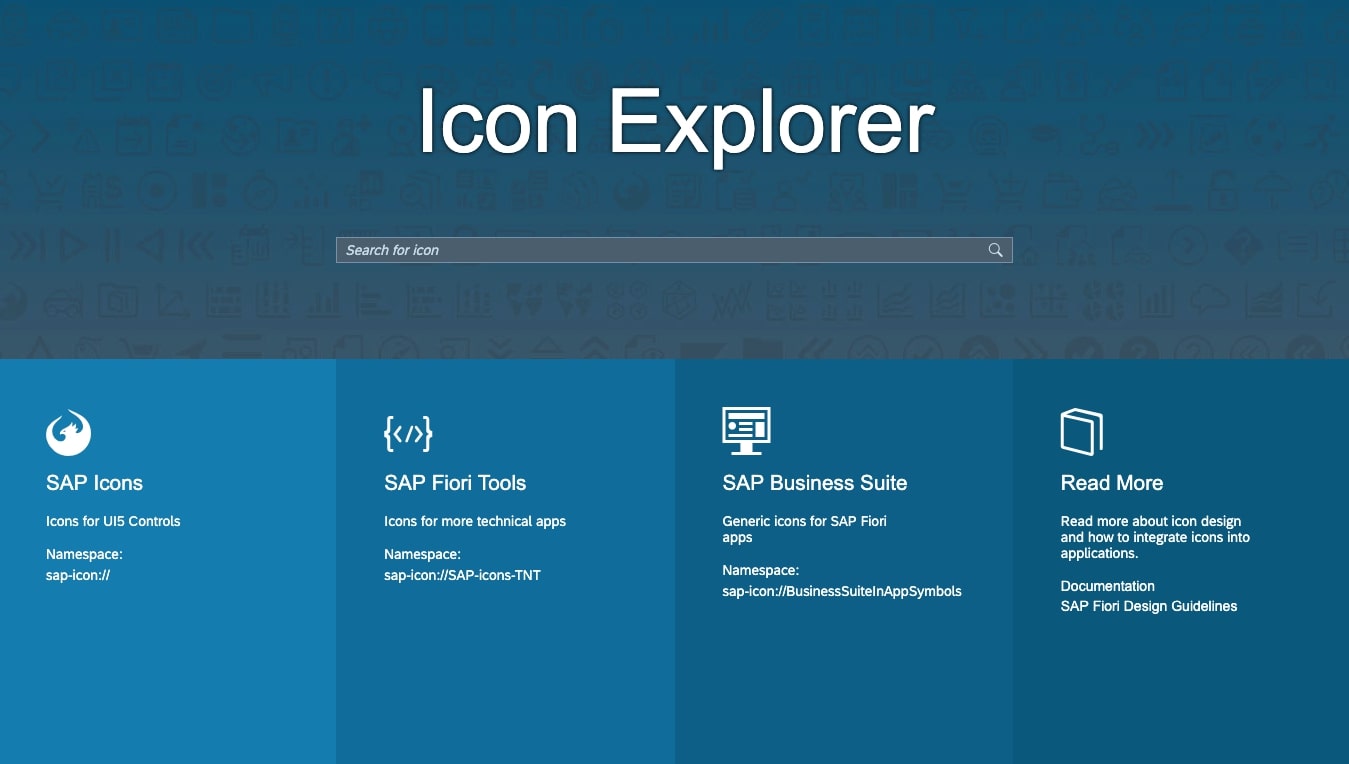 Icon Explorer
Search for icon
SAP Icons
Icons for UI5 Controls
Namespace:
sap-icon://
SAP Fiori Tools
Icons for more technical apps
Namespace:
sap-icon://SAP-icons-TNT
SAP Business Suite
Generic icons for SAP Fiori
apps
Namespace:
sap-icon://BusinessSuiteInAppSymbols
Read More
Read more about icon design
and how to integrate icons into
applications.
Documentation
SAP Fiori Design Guidelines